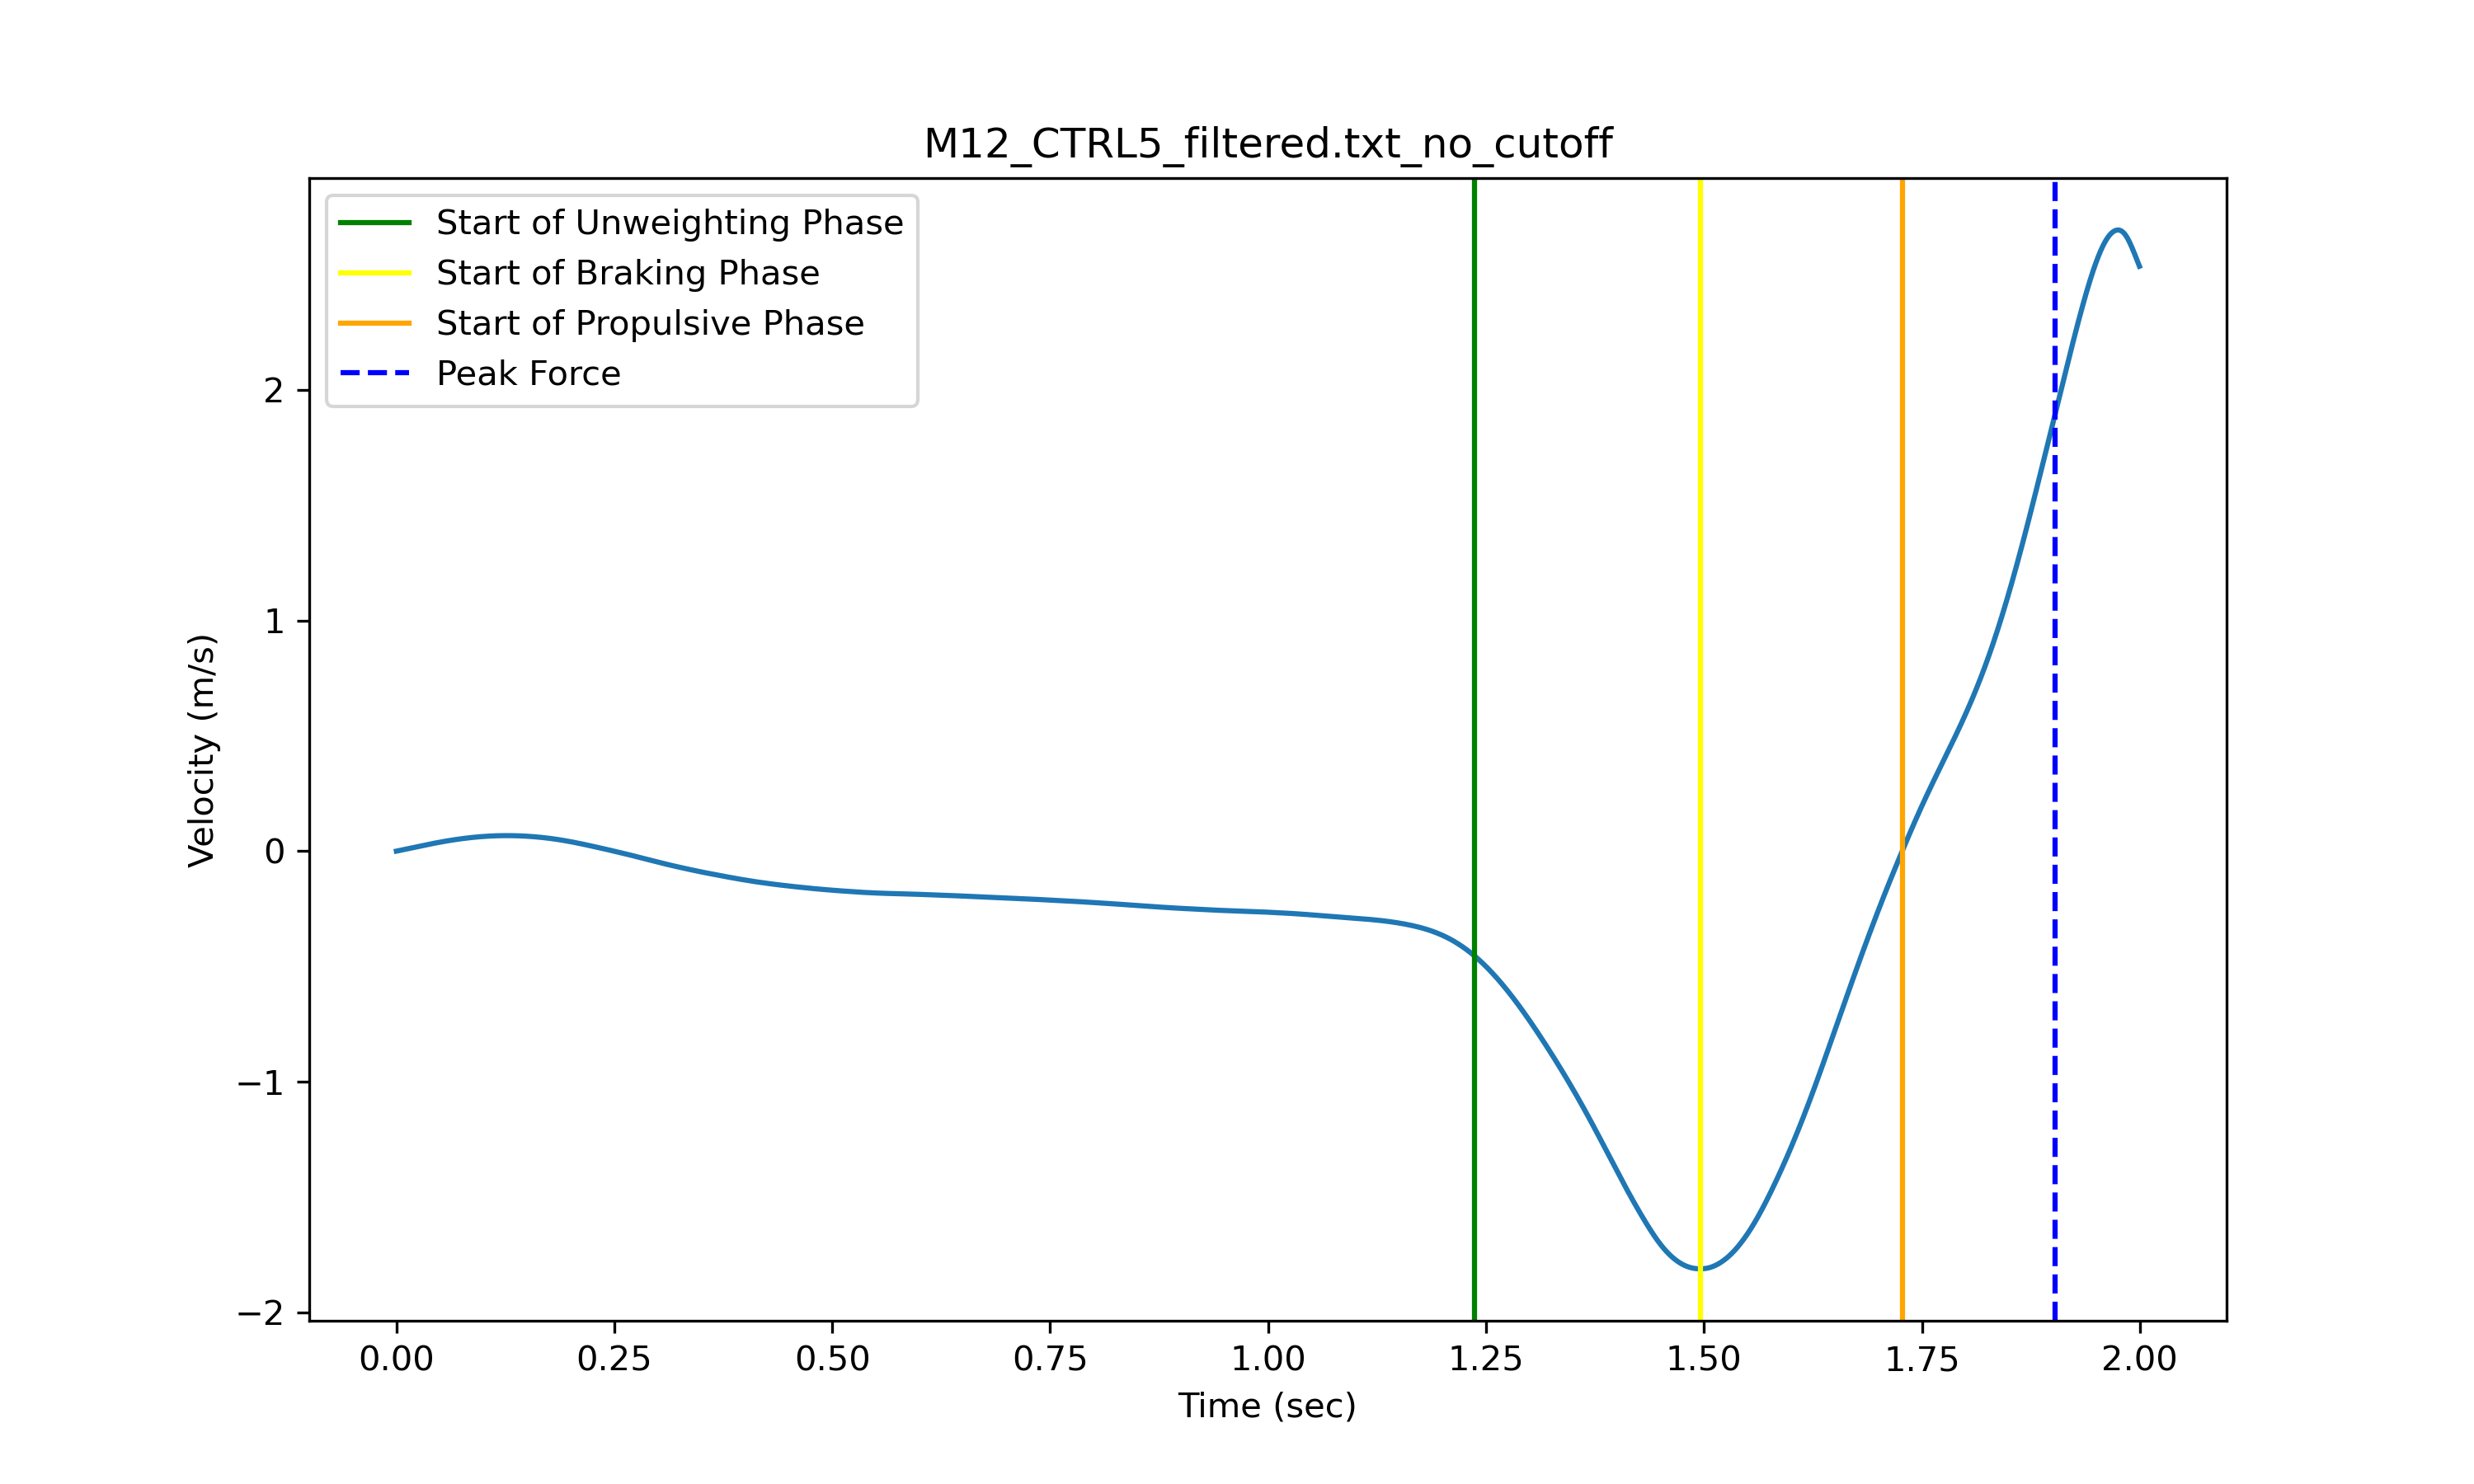 M12_CTRL5_filtered.txt_no_cutoff
Start of Unweighting Phase
Start of Braking Phase
Start of Propulsive Phase
Peak Force
Velocity (m/s)
2
1
0
−1
−2
0.00 0.25 0.50 0.75 1.00 1.25 1.50 1.75 2.00
Time (sec)